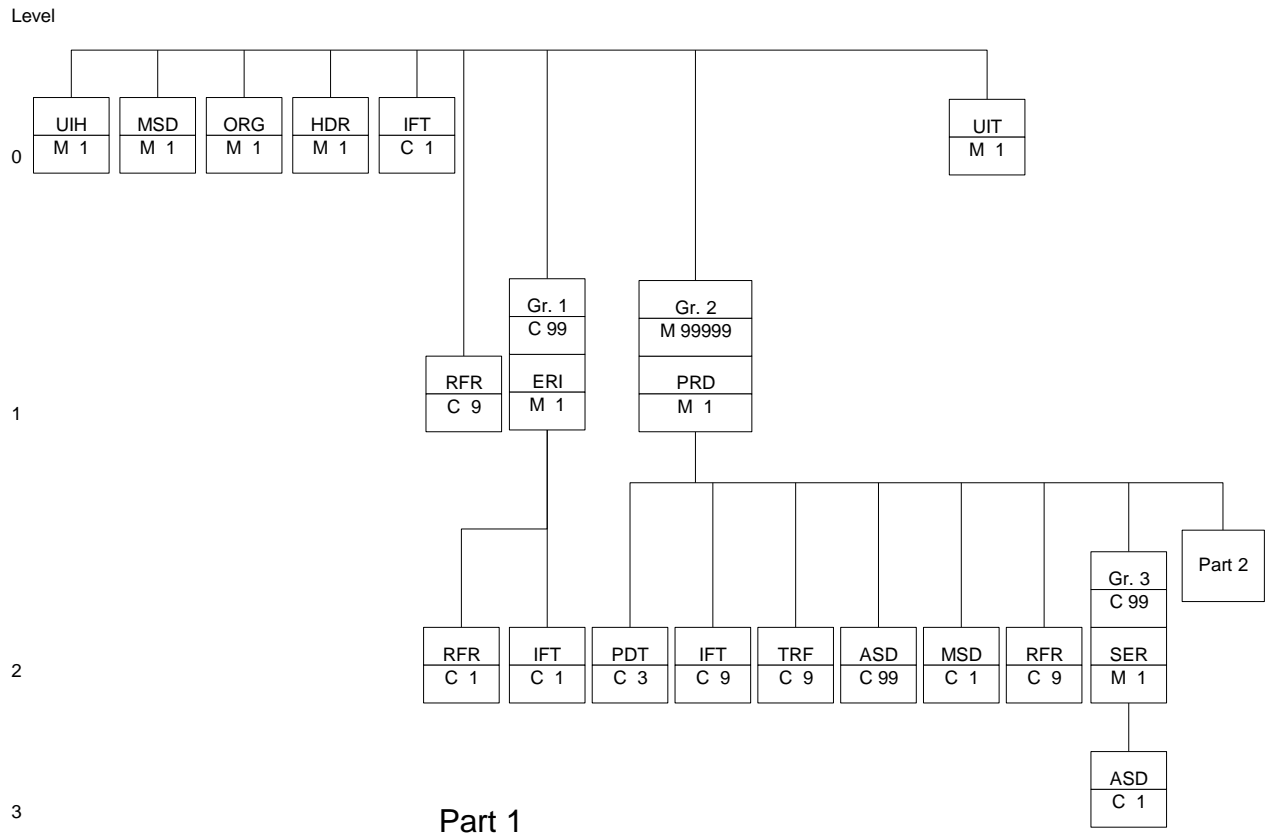 Level
UIH
M 1
MSD
M 1
ORG
M 1
HDR
M 1
IFT
C 1
UIT
M 1
0
Gr. 1
C 99
Gr. 2
M 99999
RFR
C 9
ERI
M 1
PRD
M 1
1
Part 2
Gr. 3
C 99
RFR
C 1
IFT
C 1
PDT
C 3
IFT
C 9
TRF
C 9
ASD
C 99
MSD
C 1
RFR
C 9
SER
M 1
2
ASD
C 1
3
Part 1